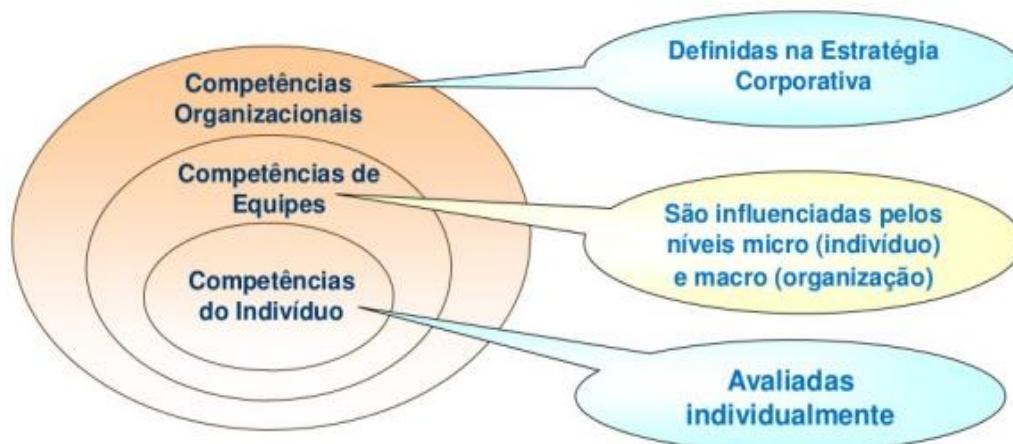 Competências
Organizacionais
Definidas na Estratégia
Corporativa
Competências de
Equipes
São influenciadas pelos
níveis micro (indivíduo)
e macro (organização)
Competências
do Indivíduo
Avaliadas
individualmente